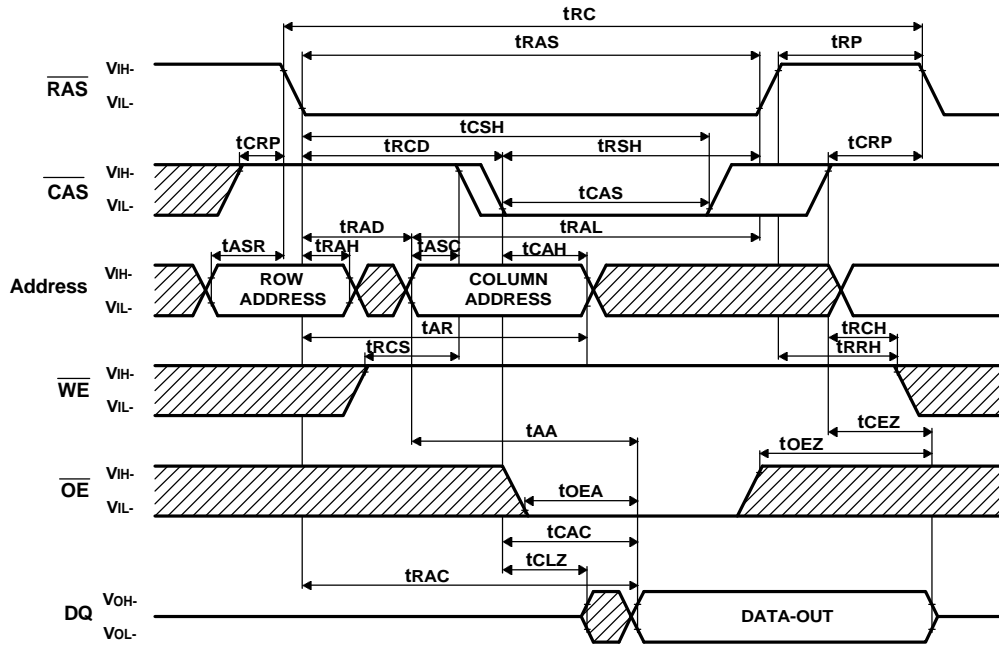 tRC
tRAS tRP
RAS VIH-
VIL-
tCSH
tCRP tRCD tRSH tCRP
CAS VIH-
VIL-
tCAS
tRAD tRAL
tASR tRAH tASC tCAH
Address VIH-
VIL-
ROW ADDRESS
COLUMN ADDRESS
tAR tRCH
tRCS tRRH
WE VIH-
VIL-
tCEZ
tAA tOEZ
OE VIH-
VIL-
tOEA
tCAC
tCLZ
tRAC
DQ VOH-
VOL-
DATA-OUT